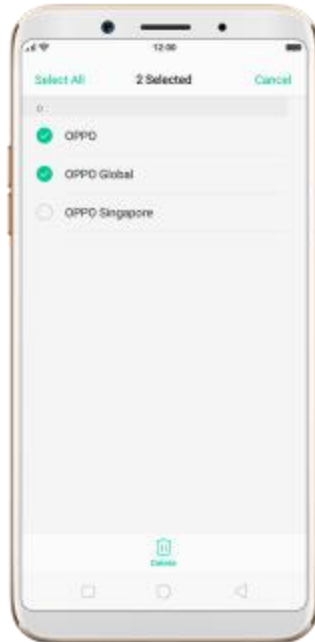 12:00
Select All 2 Selected Cancel
O
OPPO
OPPO Global
OPPO Singapore
Delete